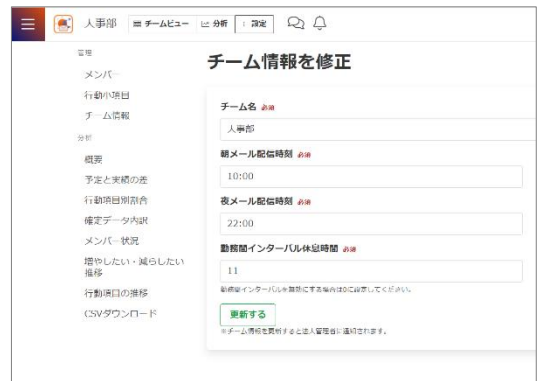 人事部 チームビュー 分析 設定
管理
メンバー
行動小項目
チーム情報
分析
概要
予定と実績の差
行動項目別割合
確定データ内訳
メンバー状況
増やしたい・減らしたい
推移
行動項目の推移
CSVダウンロード
チーム情報を修正
チーム名 必須
人事部
朝メール配信時刻 必須
10:00
夜メール配信時刻 必須
22:00
勤務間インターバル休息時間 必須
11
勤務間インターバルを無効にする場合は0に設定してください。
更新する
※チーム情報を更新すると法人管理者に通知されます。